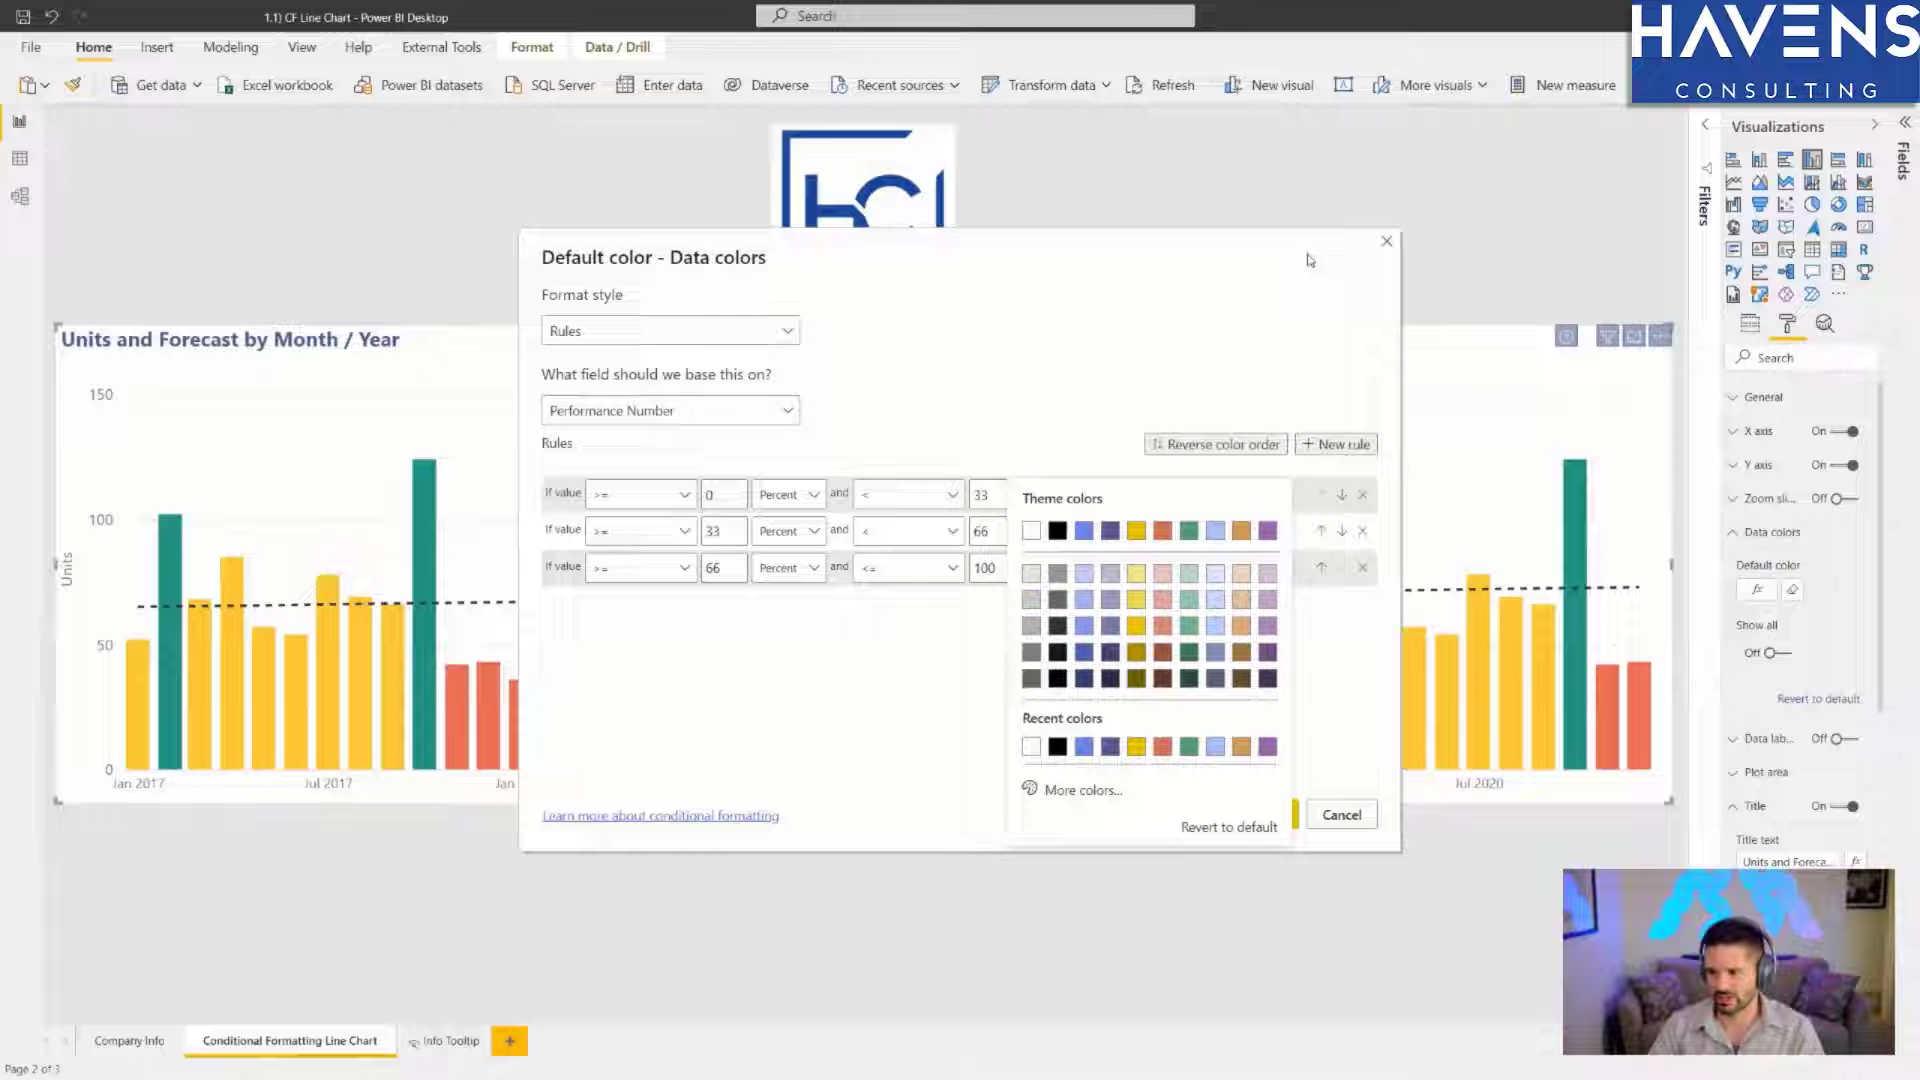 1.1) CF Line Chart - Power BI Desktop
Search
HAVENS
CONSULTING
File
Home
Insert
Modeling
View
Help
External Tools
Format
Data / Drill
Get data
Excel workbook
Power BI datasets
SQL Server
Enter data
Dataverse
Recent sources
Transform data
Refresh
New visual
More visuals
New measure
Visualizations
Fields
Filters
Search
General
X axis On
Y axis On
Zoom sli... Off
Data colors
Default color
fx
Show all
Off
Revert to default
Data lab... Off
Plot area
Title On
Title text
Units and Foreca... fx
R
Py
Units and Forecast by Month / Year
150
100
50
0
Units
Jan 2017
Jul 2017
Jan
Jul 2020
Default color - Data colors
Format style
Rules
What field should we base this on?
Performance Number
Rules
Reverse color order
+ New rule
If value >= 0 Percent and < 33
If value >= 33 Percent and < 66
If value >= 66 Percent and <= 100
Theme colors
Recent colors
More colors...
Revert to default
Learn more about conditional formatting
Cancel
Company Info
Conditional Formatting Line Chart
Info Tooltip
+
Page 2 of 3